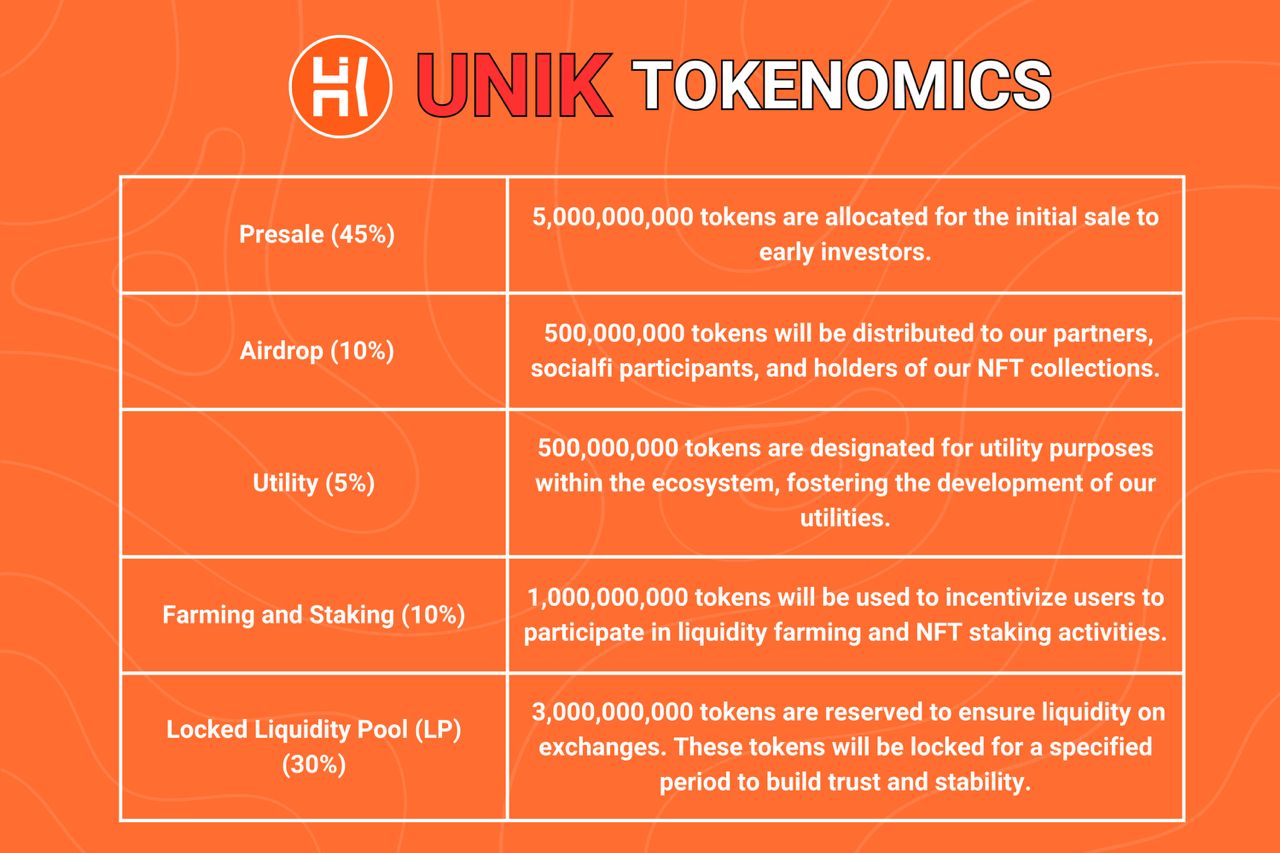 UNIK TOKENOMICS
Presale (45%)
5,000,000,000 tokens are allocated for the initial sale to
early investors.
Airdrop (10%)
500,000,000 tokens will be distributed to our partners,
socialfi participants, and holders of our NFT collections.
Utility (5%)
500,000,000 tokens are designated for utility purposes
within the ecosystem, fostering the development of our
utilities.
Farming and Staking (10%)
1,000,000,000 tokens will be used to incentivize users to
participate in liquidity farming and NFT staking activities.
Locked Liquidity Pool (LP)
(30%)
3,000,000,000 tokens are reserved to ensure liquidity on
exchanges. These tokens will be locked for a specified
period to build trust and stability.